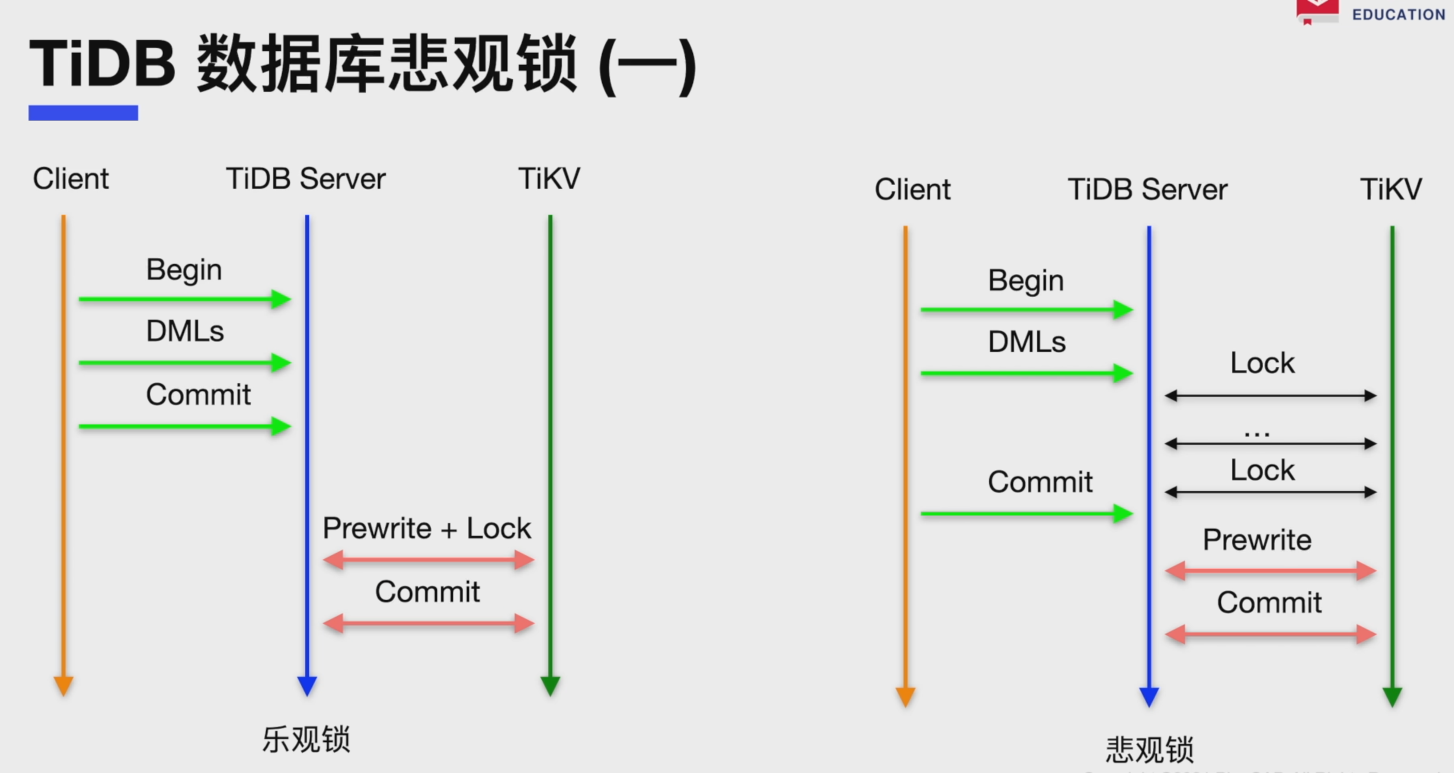 EDUCATION
TiDB 数据库悲观锁 (一)
Client
TiDB Server
TiKV
Begin
DMLs
Commit
Prewrite + Lock
Commit
乐观锁
Client
TiDB Server
TiKV
Begin
DMLs
Lock
...
Lock
Commit
Prewrite
Commit
悲观锁